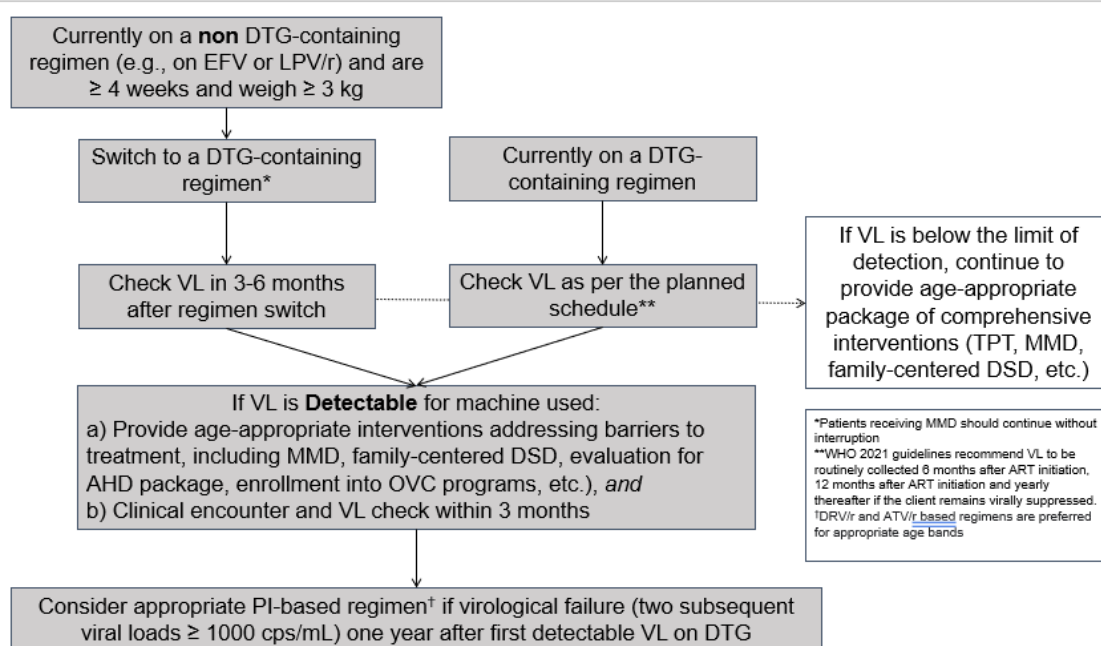 Currently on a non DTG-containing
regimen (e.g., on EFV or LPV/r) and are
≥ 4 weeks and weigh ≥ 3 kg
Switch to a DTG-containing
regimen*
Currently on a DTG-
containing regimen
Check VL in 3-6 months
after regimen switch
Check VL as per the planned
schedule**
If VL is below the limit of
detection, continue to
provide age-appropriate
package of comprehensive
interventions (TPT, MMD,
family-centered DSD, etc.)
If VL is Detectable for machine used:
a) Provide age-appropriate interventions addressing barriers to
treatment, including MMD, family-centered DSD, evaluation for
AHD package, enrollment into OVC programs, etc.), and
b) Clinical encounter and VL check within 3 months
*Patients receiving MMD should continue without
interruption
**WHO 2021 guidelines recommend VL to be
routinely collected 6 months after ART initiation,
12 months after ART initiation and yearly
thereafter if the client remains virally suppressed.
†DRV/r and ATV/r based regimens are preferred
for appropriate age bands
Consider appropriate PI-based regimen† if virological failure (two subsequent
viral loads ≥ 1000 cps/mL) one year after first detectable VL on DTG